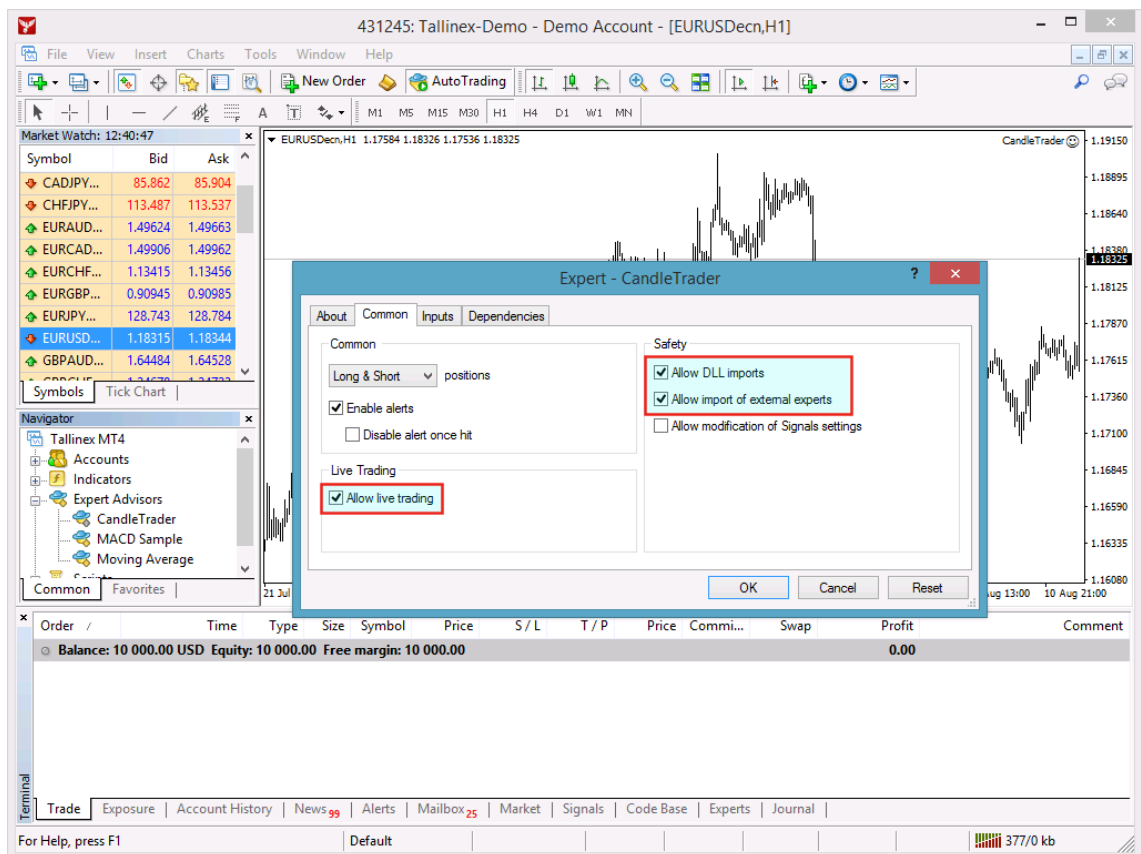 431245: Tallinex-Demo - Demo Account - [EURUSDecn,H1]
File View Insert Charts Tools Window Help
New Order AutoTrading
A T M1 M5 M15 M30 H1 H4 D1 W1 MN
Market Watch: 12:40:47
Symbol Bid Ask
CADJPY... 85.862 85.904
CHFJPY... 113.487 113.537
EURAUD... 1.49624 1.49663
EURCAD... 1.49906 1.49962
EURCHF... 1.13415 1.13456
EURGBP... 0.90945 0.90985
EURJPY... 128.743 128.784
EURUSD... 1.18315 1.18344
GBPAUD... 1.64484 1.64528
Symbols Tick Chart
Navigator
Tallinex MT4
Accounts
Indicators
Expert Advisors
CandleTrader
MACD Sample
Moving Average
Common Favorites
EURUSDecn,H1 1.17584 1.18326 1.17536 1.18325
CandleTrader
1.19150
1.18895
1.18640
1.18380
1.18325
1.18125
1.17870
1.17615
1.17360
1.17100
1.16845
1.16590
1.16335
1.16080
21 Jul
Aug 13:00 10 Aug 21:00
Expert - CandleTrader ?
About Common Inputs Dependencies
Common
Long & Short positions
Enable alerts
Disable alert once hit
Live Trading
Allow live trading
Safety
Allow DLL imports
Allow import of external experts
Allow modification of Signals settings
OK Cancel Reset
Order / Time Type Size Symbol Price S / L T / P Price Commi... Swap Profit Comment
Balance: 10 000.00 USD Equity: 10 000.00 Free margin: 10 000.00 0.00
Terminal
Trade Exposure Account History News 99 Alerts Mailbox 25 Market Signals Code Base Experts Journal
For Help, press F1 Default 377/0 kb